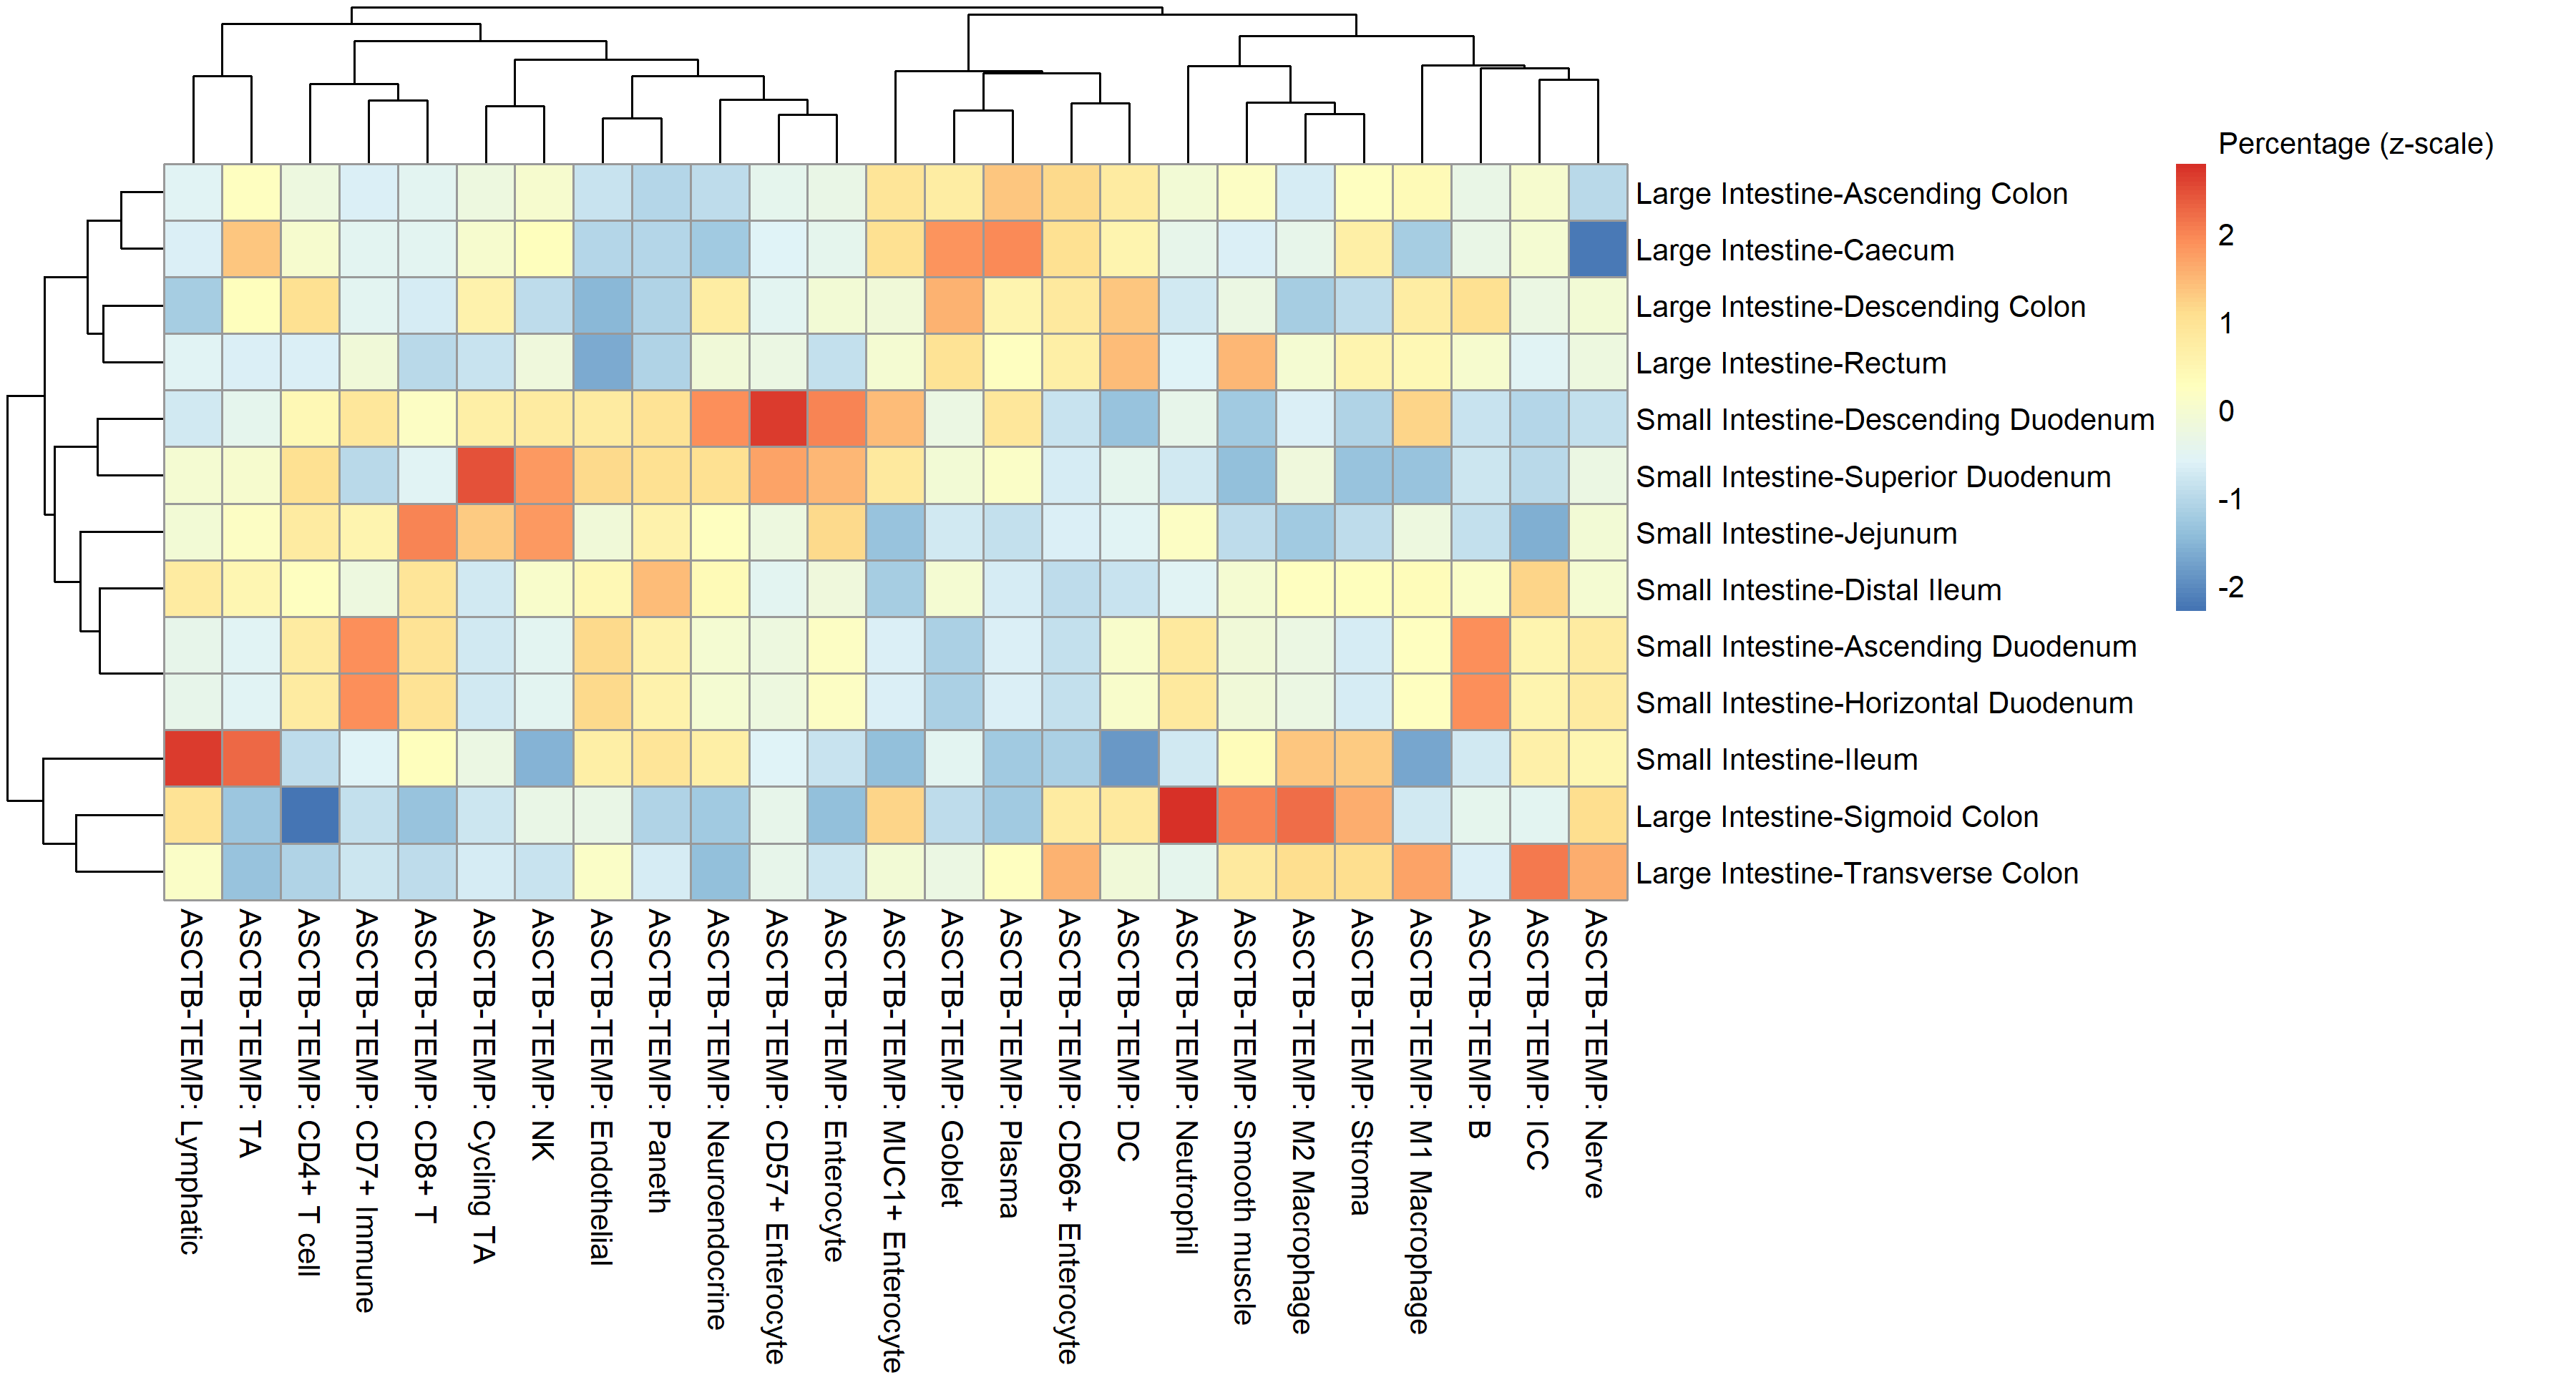 Percentage (z-scale)
2
1
0
-1
-2
Large Intestine-Ascending Colon
Large Intestine-Caecum
Large Intestine-Descending Colon
Large Intestine-Rectum
Small Intestine-Descending Duodenum
Small Intestine-Superior Duodenum
Small Intestine-Jejunum
Small Intestine-Distal Ileum
Small Intestine-Ascending Duodenum
Small Intestine-Horizontal Duodenum
Small Intestine-Ileum
Large Intestine-Sigmoid Colon
Large Intestine-Transverse Colon
ASCTB-TEMP: Lymphatic
ASCTB-TEMP: TA
ASCTB-TEMP: CD4+ T cell
ASCTB-TEMP: CD7+ Immune
ASCTB-TEMP: CD8+ T
ASCTB-TEMP: Cycling TA
ASCTB-TEMP: NK
ASCTB-TEMP: Endothelial
ASCTB-TEMP: Paneth
ASCTB-TEMP: Neuroendocrine
ASCTB-TEMP: CD57+ Enterocyte
ASCTB-TEMP: Enterocyte
ASCTB-TEMP: MUC1+ Enterocyte
ASCTB-TEMP: Goblet
ASCTB-TEMP: Plasma
ASCTB-TEMP: CD66+ Enterocyte
ASCTB-TEMP: DC
ASCTB-TEMP: Neutrophil
ASCTB-TEMP: Smooth muscle
ASCTB-TEMP: M2 Macrophage
ASCTB-TEMP: Stroma
ASCTB-TEMP: M1 Macrophage
ASCTB-TEMP: B
ASCTB-TEMP: ICC
ASCTB-TEMP: Nerve